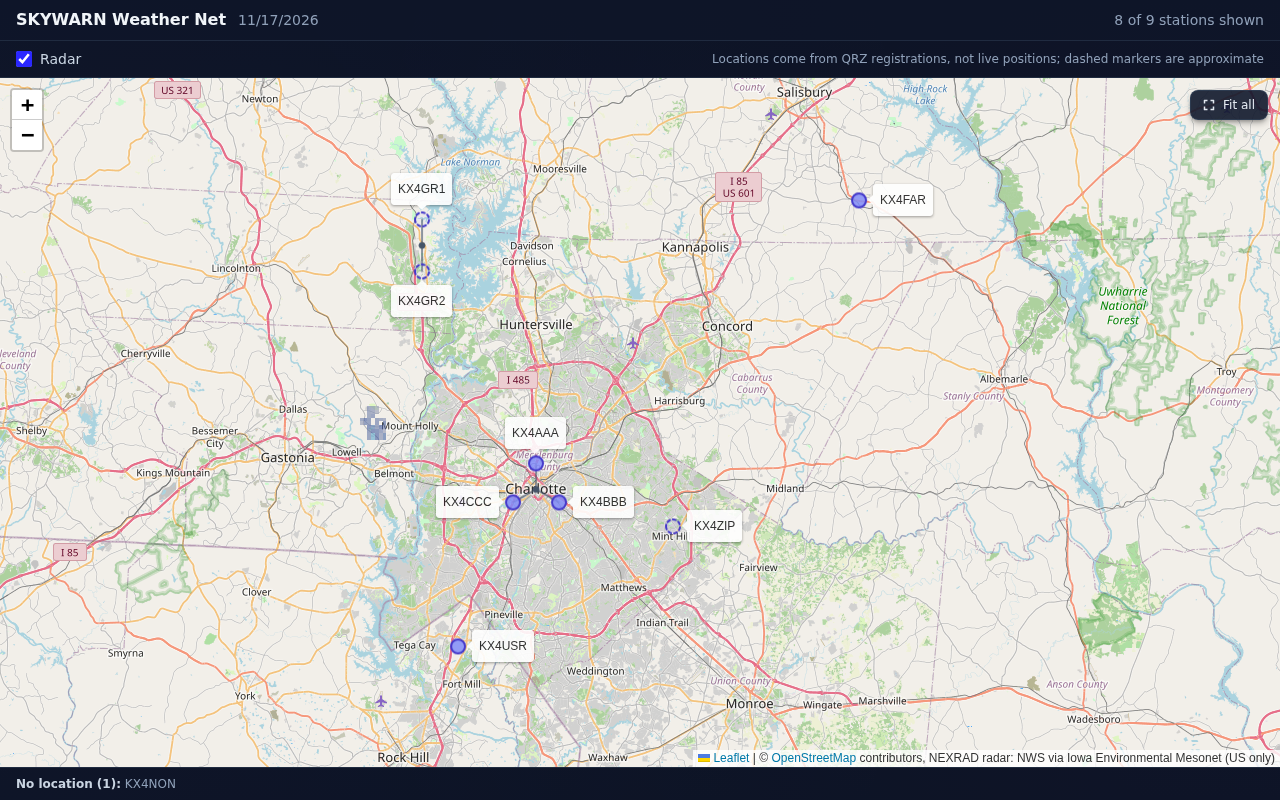 SKYWARN Weather Net 11/17/2026
8 of 9 stations shown
Radar
Locations come from QRZ registrations, not live positions; dashed markers are approximate
+
−
Fit all
US 321
Newton
County
Salisbury
High Rock
Lake
Lake Norman
Mooresville
I 85
US 601
KX4GR1
KX4FAR
Davidson
Cornelius
Kannapolis
Lincolnton
KX4GR2
Uwharrie
National
Forest
Huntersville
Concord
Cherryville
eveland
County
I 485
Cabarrus
County
Albemarle
Stanly County
Troy
Montgomery
County
Harrisburg
Dallas
Mount Holly
Shelby
Bessemer
City
KX4AAA
Mecklenburg
County
Lowell
Gastonia
Kings Mountain
Belmont
Charlotte
Midland
KX4CCC
KX4BBB
KX4ZIP
Mint Hil
I 85
Fairview
Clover
Matthews
Pineville
Indian Trail
Tega Cay
KX4USR
Smyrna
Weddington
Fort Mill
Union County
Anson County
York
Monroe
Wingate
Marshville
Wadesboro
Rock Hill
Waxhaw
Leaflet | © OpenStreetMap contributors, NEXRAD radar: NWS via Iowa Environmental Mesonet (US only)
No location (1): KX4NON